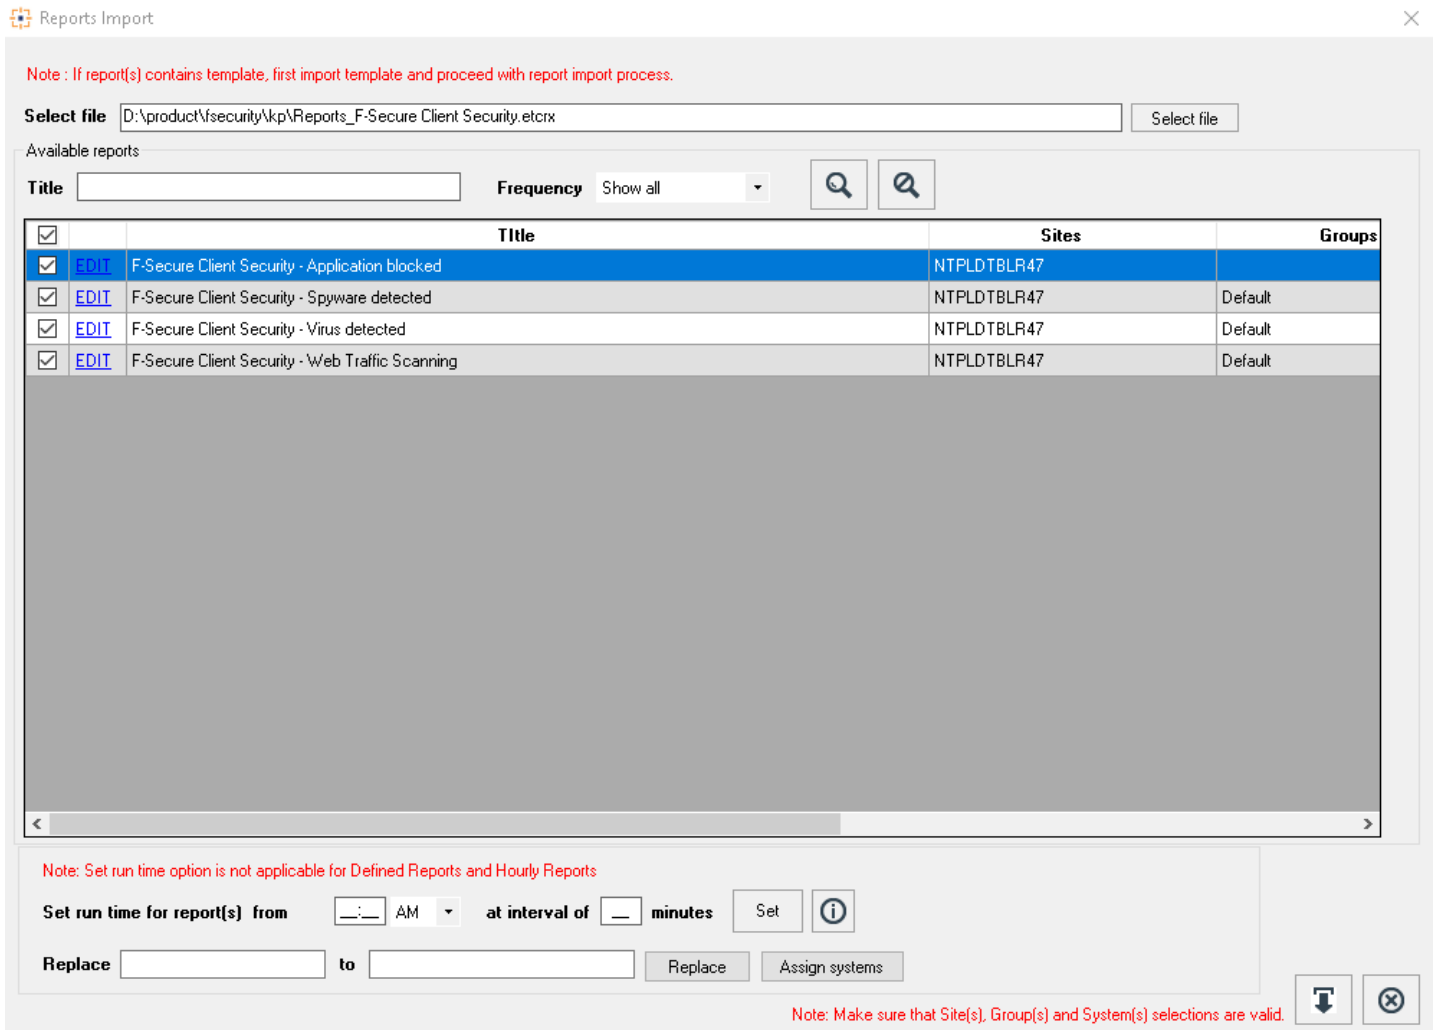 Reports Import
Note : If report(s) contains template, first import template and proceed with report import process.
Select file D:\product\fsecurity\kp\Reports_F-Secure Client Security.etcrx Select file
Available reports
Title Frequency Show all
TItle Sites Groups
EDIT F-Secure Client Security - Application blocked NTPLDTBLR47
EDIT F-Secure Client Security - Spyware detected NTPLDTBLR47 Default
EDIT F-Secure Client Security - Virus detected NTPLDTBLR47 Default
EDIT F-Secure Client Security - Web Traffic Scanning NTPLDTBLR47 Default
Note: Set run time option is not applicable for Defined Reports and Hourly Reports
Set run time for report(s) from __:__ AM at interval of __ minutes Set
Replace to Replace Assign systems
Note: Make sure that Site(s), Group(s) and System(s) selections are valid.